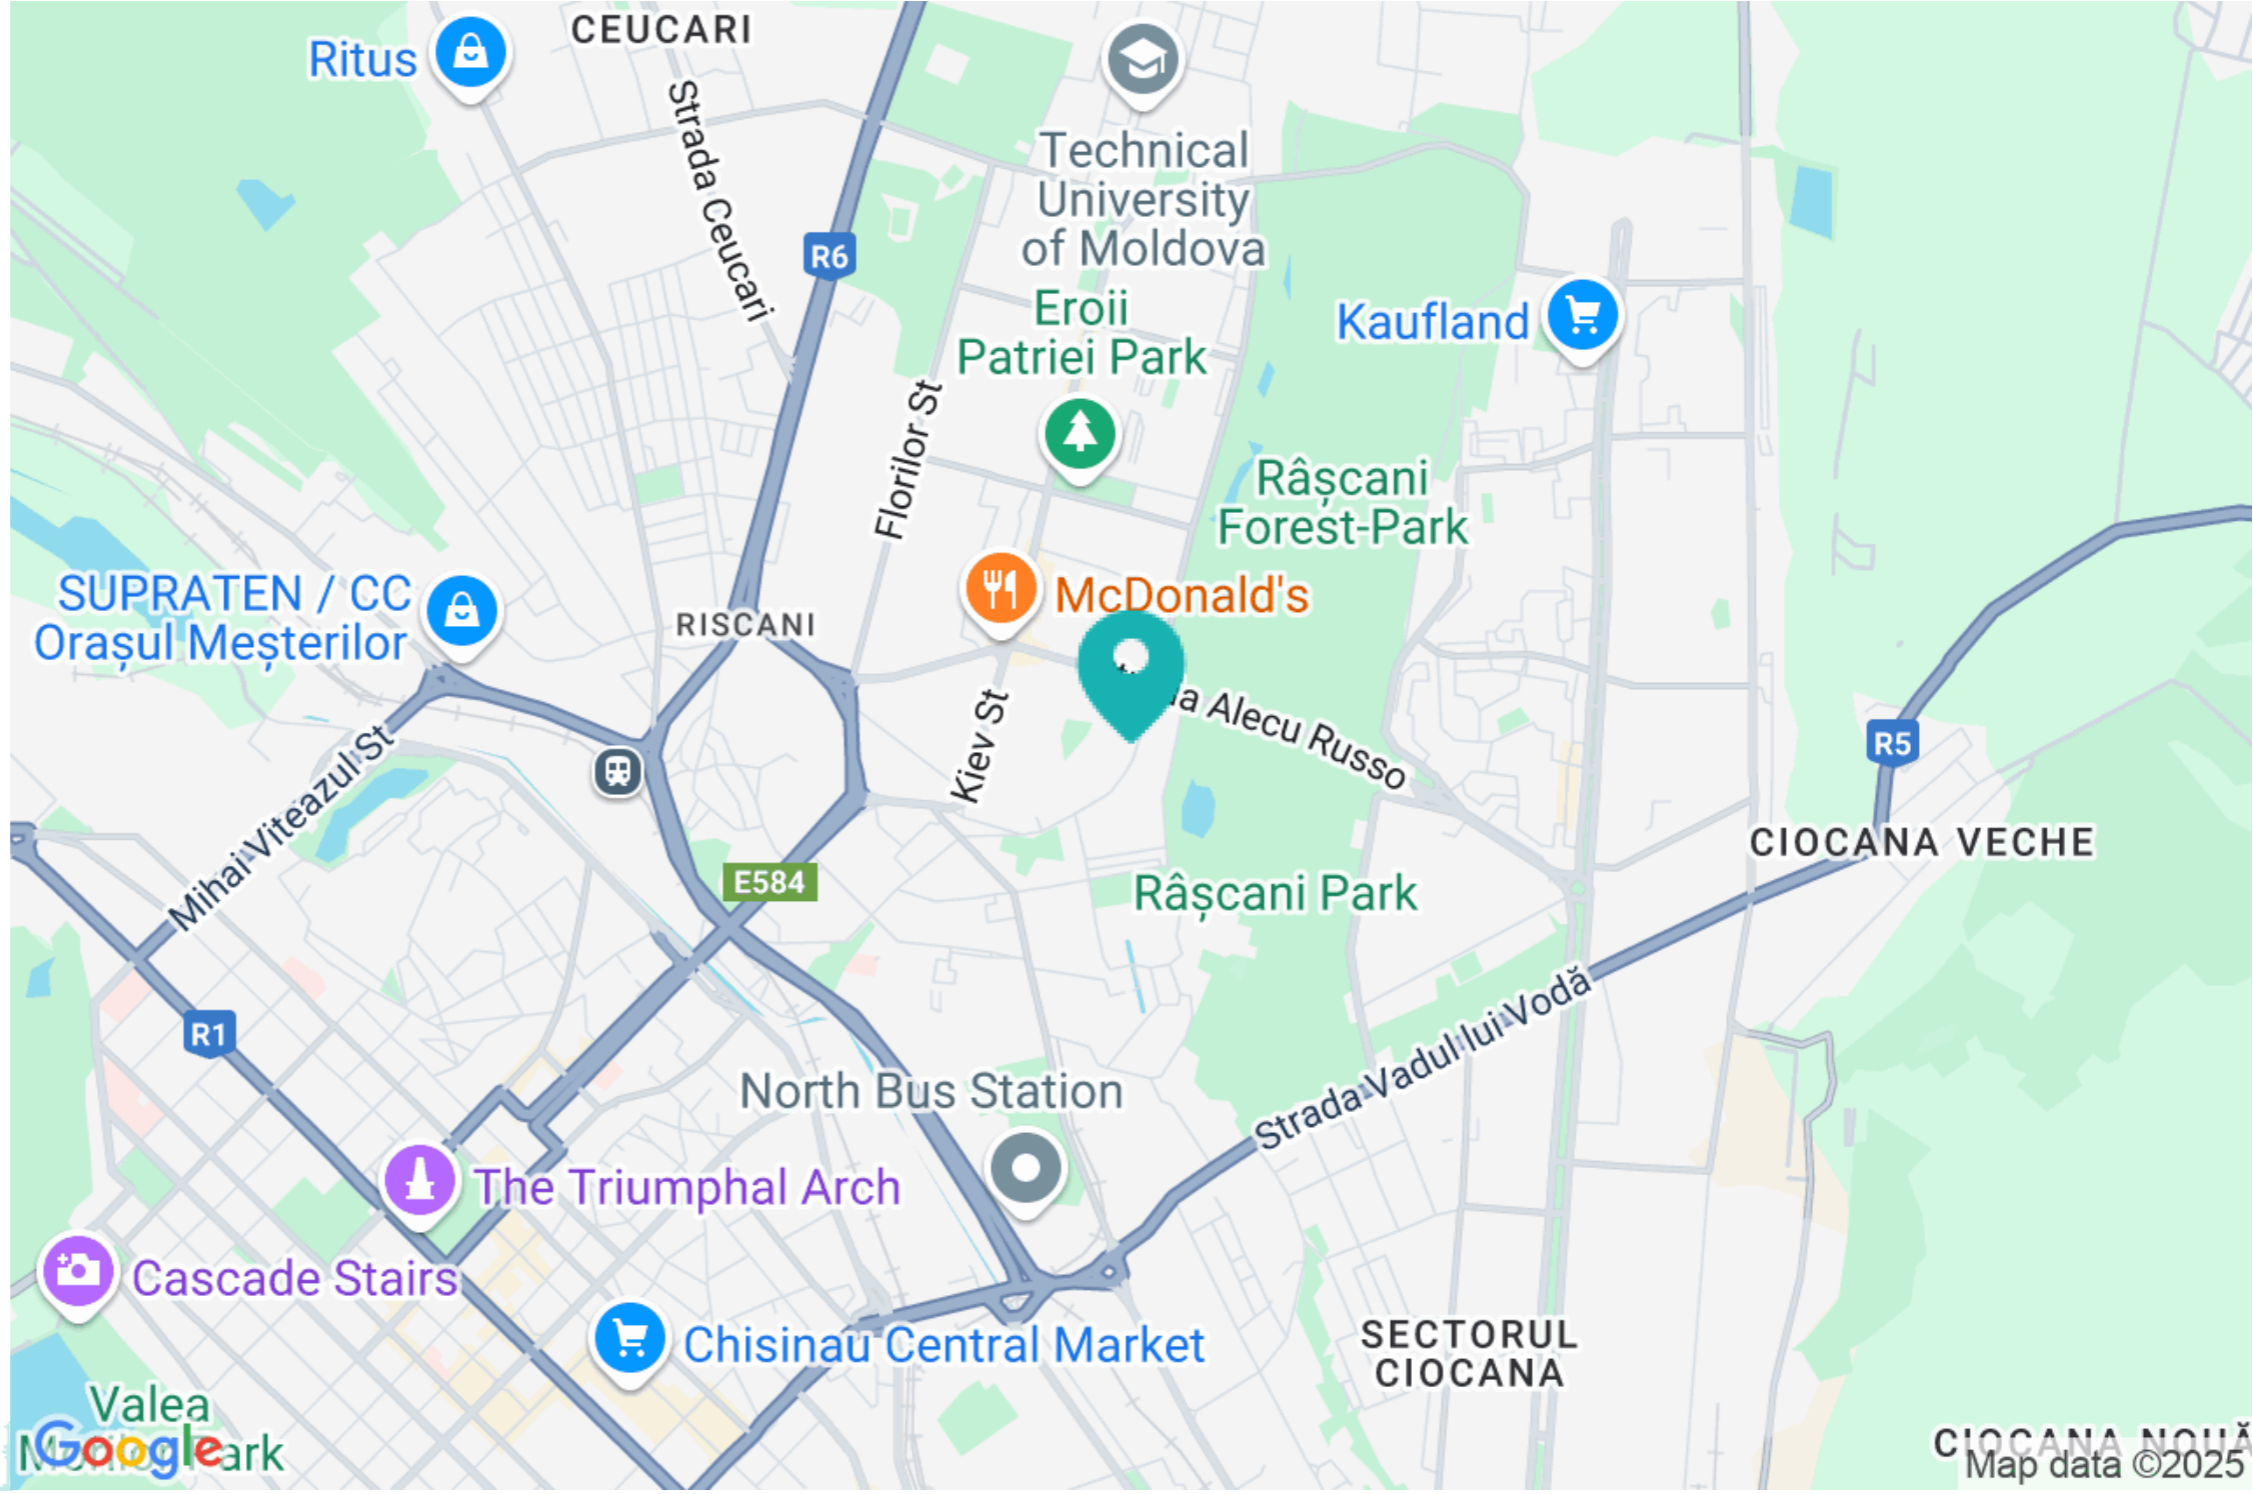 CEUCARI
Ritus
Strada Ceucari
Technical
University
of Moldova
R6
Eroii
Patriei Park
Kaufland
Florilor St
Râșcani
Forest-Park
SUPRATEN / CC
Orașul Meșterilor
McDonald's
RISCANI
Kiev St
Alecu Russo
R5
Mihai Viteazul St
CIOCANA VECHE
E584
Râșcani Park
R1
Strada Vadul lui Vodă
North Bus Station
The Triumphal Arch
Cascade Stairs
Chisinau Central Market
SECTORUL
CIOCANA
Valea
Park
Google
CIOCANA NOUĂ
Map data ©2025